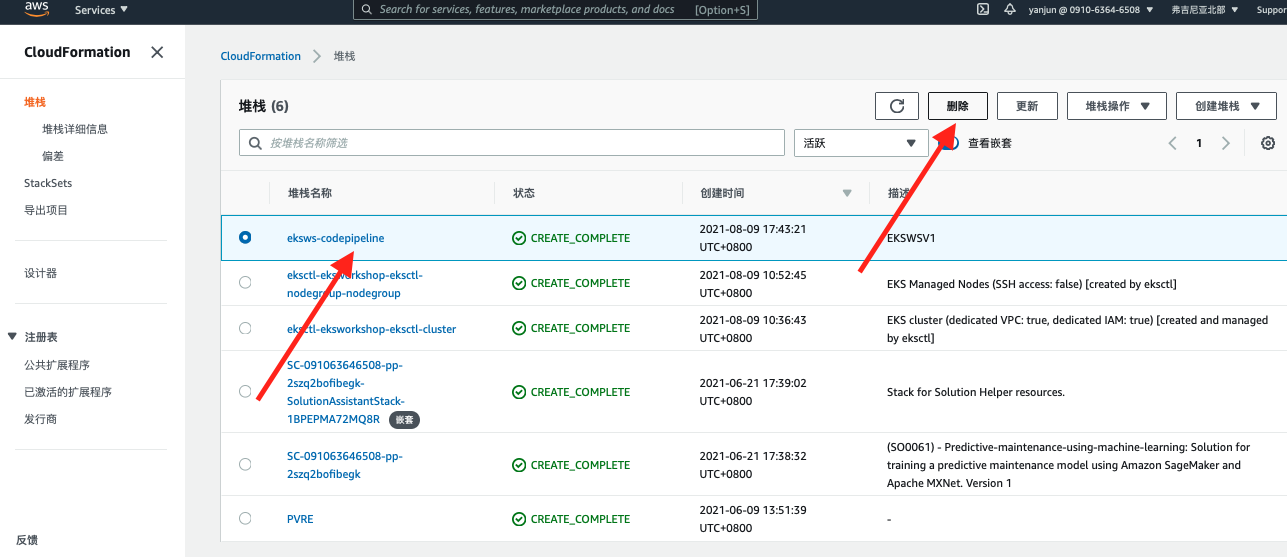 aws
Services
Search for services, features, marketplace products, and docs
[Option+S]
yanjun @ 0910-6364-6508
弗吉尼亚北部
Suppor
CloudFormation
堆栈
堆栈详细信息
偏差
StackSets
导出项目
设计器
注册表
公共扩展程序
已激活的扩展程序
发行商
反馈
CloudFormation
堆栈
堆栈 (6)
删除
更新
堆栈操作
创建堆栈
按堆栈名称筛选
活跃
查看嵌套
1
堆栈名称
状态
创建时间
描述
eksws-codepipeline
CREATE_COMPLETE
2021-08-09 17:43:21
UTC+0800
EKSWSV1
eksctl-eksworkshop-eksctl-
nodegroup-nodegroup
CREATE_COMPLETE
2021-08-09 10:52:45
UTC+0800
EKS Managed Nodes (SSH access: false) [created by eksctl]
eksctl-eksworkshop-eksctl-cluster
CREATE_COMPLETE
2021-08-09 10:36:43
UTC+0800
EKS cluster (dedicated VPC: true, dedicated IAM: true) [created and managed
by eksctl]
SC-091063646508-pp-
2szq2bofibegk-
SolutionAssistantStack-
1BPEPMA72MQ8R
嵌套
CREATE_COMPLETE
2021-06-21 17:39:02
UTC+0800
Stack for Solution Helper resources.
SC-091063646508-pp-
2szq2bofibegk
CREATE_COMPLETE
2021-06-21 17:38:32
UTC+0800
(SO0061) - Predictive-maintenance-using-machine-learning: Solution for
training a predictive maintenance model using Amazon SageMaker and
Apache MXNet. Version 1
PVRE
CREATE_COMPLETE
2021-06-09 13:51:39
UTC+0800
-